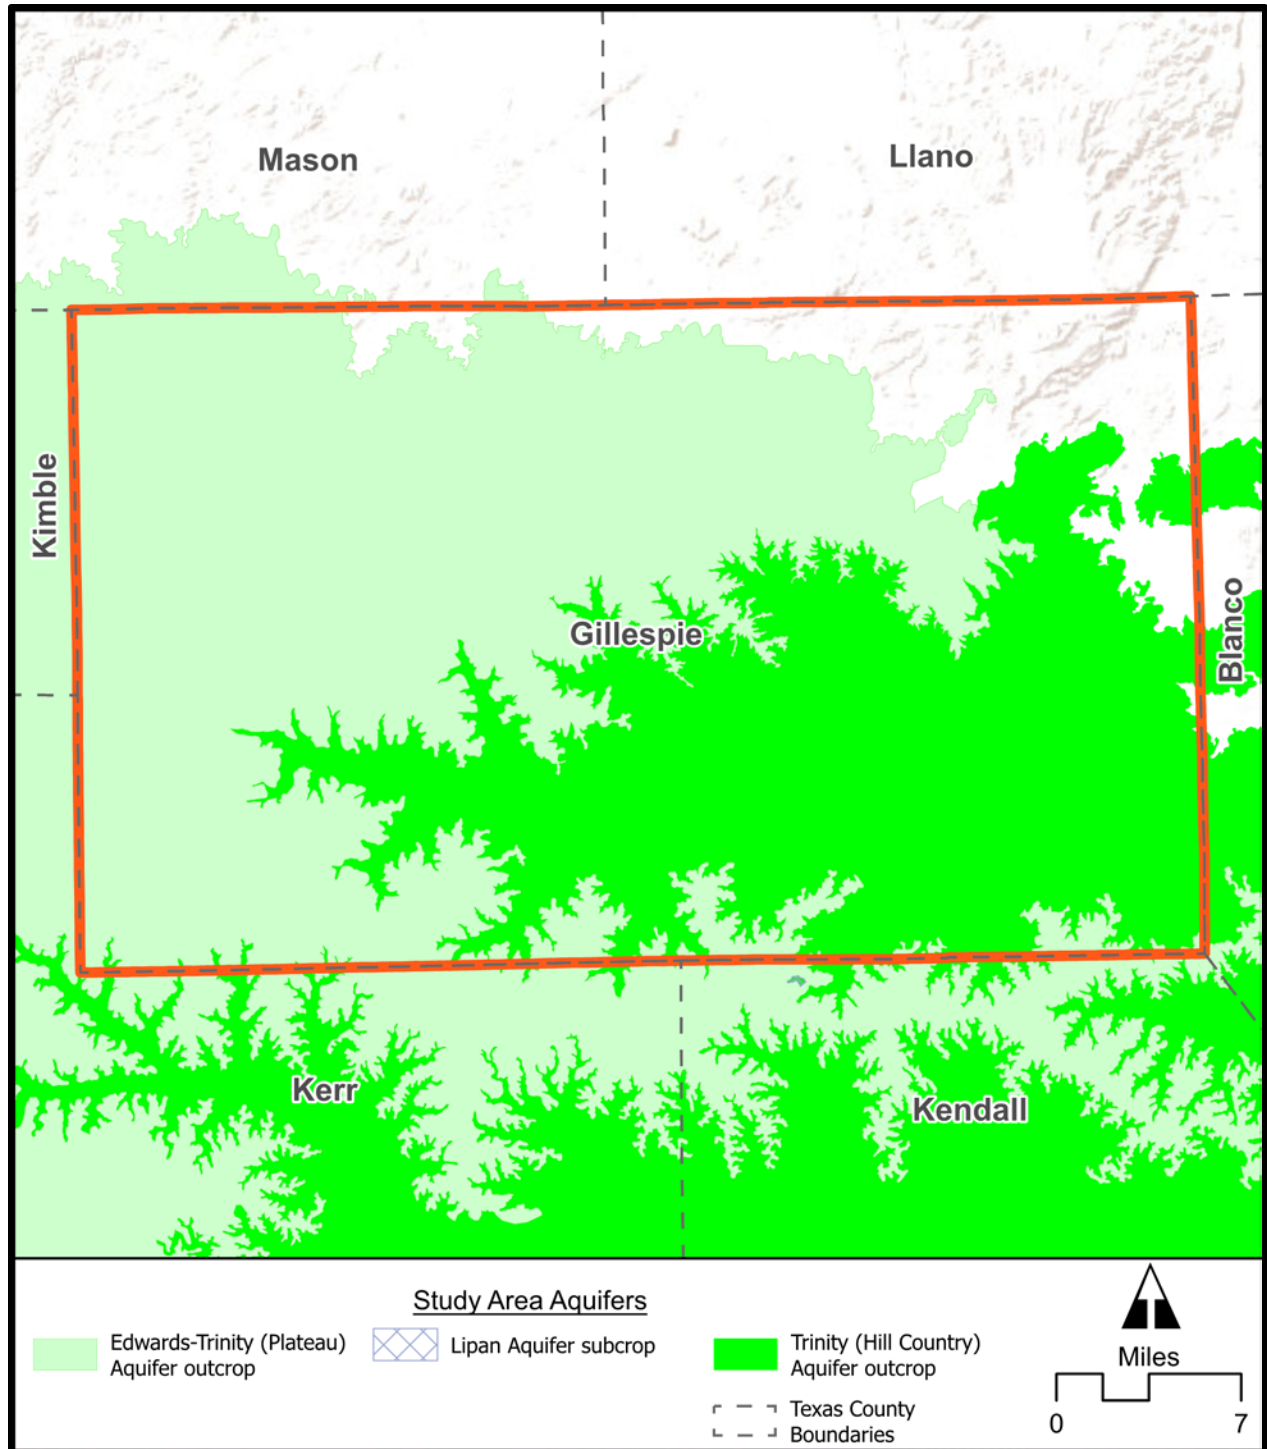 Mason
Llano
Kimble
Gillespie
Blanco
Kerr
Kendall
Study Area Aquifers
Edwards-Trinity (Plateau)
Aquifer outcrop
Lipan Aquifer subcrop
Trinity (Hill Country)
Aquifer outcrop
Texas County
Boundaries
Miles
0 7